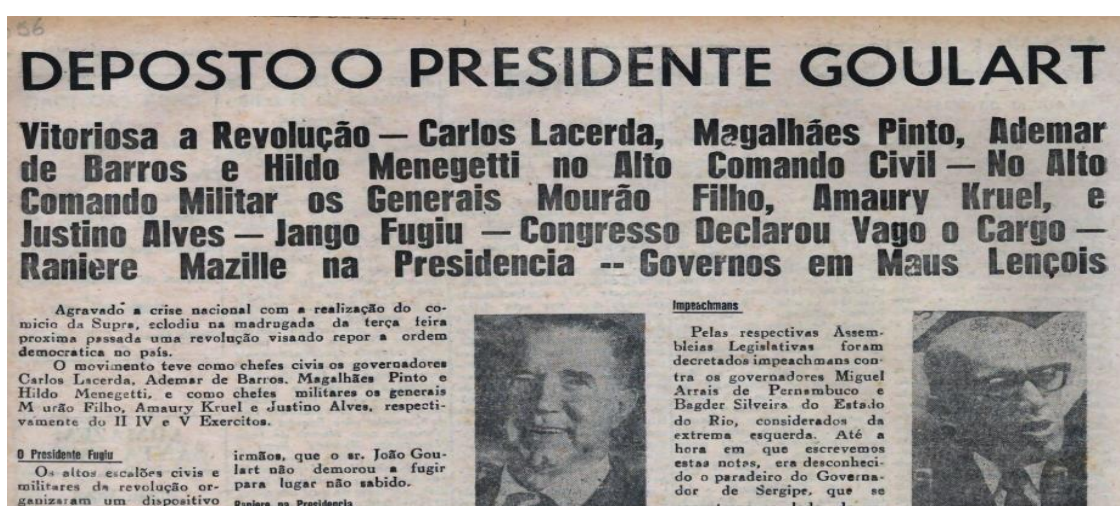 56
DEPOSTO O PRESIDENTE GOULART
Vitoriosa a Revolução — Carlos Lacerda, Magalhães Pinto, Ademar
de Barros e Hildo Menegetti no Alto Comando Civil — No Alto
Comando Militar os Generais Mourão Filho, Amaury Kruel, e
Justino Alves — Jango Fugiu — Congresso Declarou Vago o Cargo —
Raniere Mazille na Presidencia -- Governos em Maus Lençois
Agravado a crise nacional com a realização do co-
micio da Supra, eclodiu na madrugada da terça feira
proxima passada uma revolução visando repor a ordem
democratica no país.
O movimento teve como chefes civis os governadores
Carlos Lacerda, Ademar de Barros. Magalhães Pinto e
Hildo Menegetti, e como chefes militares os generais
M urão Filho, Amaury Kruel e Justino Alves, respecti-
vamente do II IV e V Exercitos.
O Presidente Fugiu
Os altos escalões civis e
militares da revolução or-
ganizaram um dispositivo
irmãos, que o sr. João Gou-
lart não demorou a fugir
para lugar não sabido.
Raniere na Presidencia
Impeachmans
Pelas respectivas Assem-
bleias Legislativas foram
decretados impeachmans con-
tra os governadores Miguel
Arrais de Pernambuco e
Bagder Silveira do Estado
do Rio, considerados da
extrema esquerda. Até a
hora em que escrevemos
estas notas, era desconheci-
do o paradeiro do Governa-
dor de Sergipe, que se